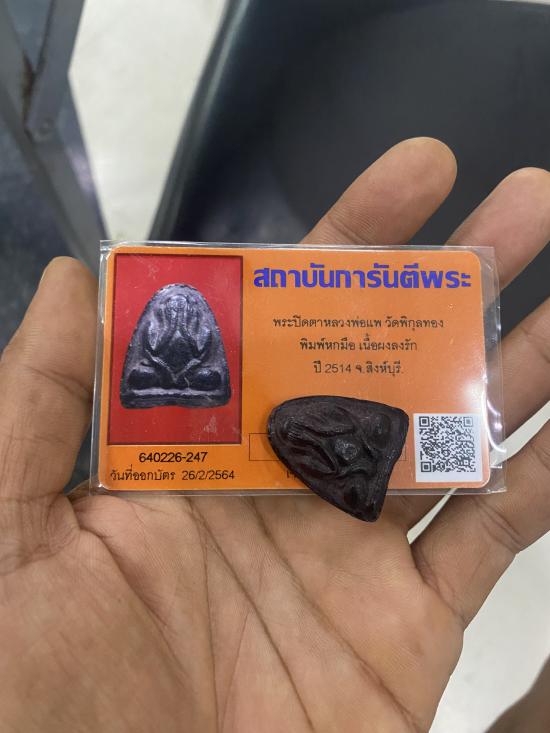 สถาบันการันตีพระ
พระปิดตาหลวงพ่อแพ วัดพิกุลทอง
พิมพ์หกมือ เนื้อผงลงรัก
ปี 2514 จ.สิงห์บุรี.
640226-247
วันที่ออกบัตร 26/2/2564